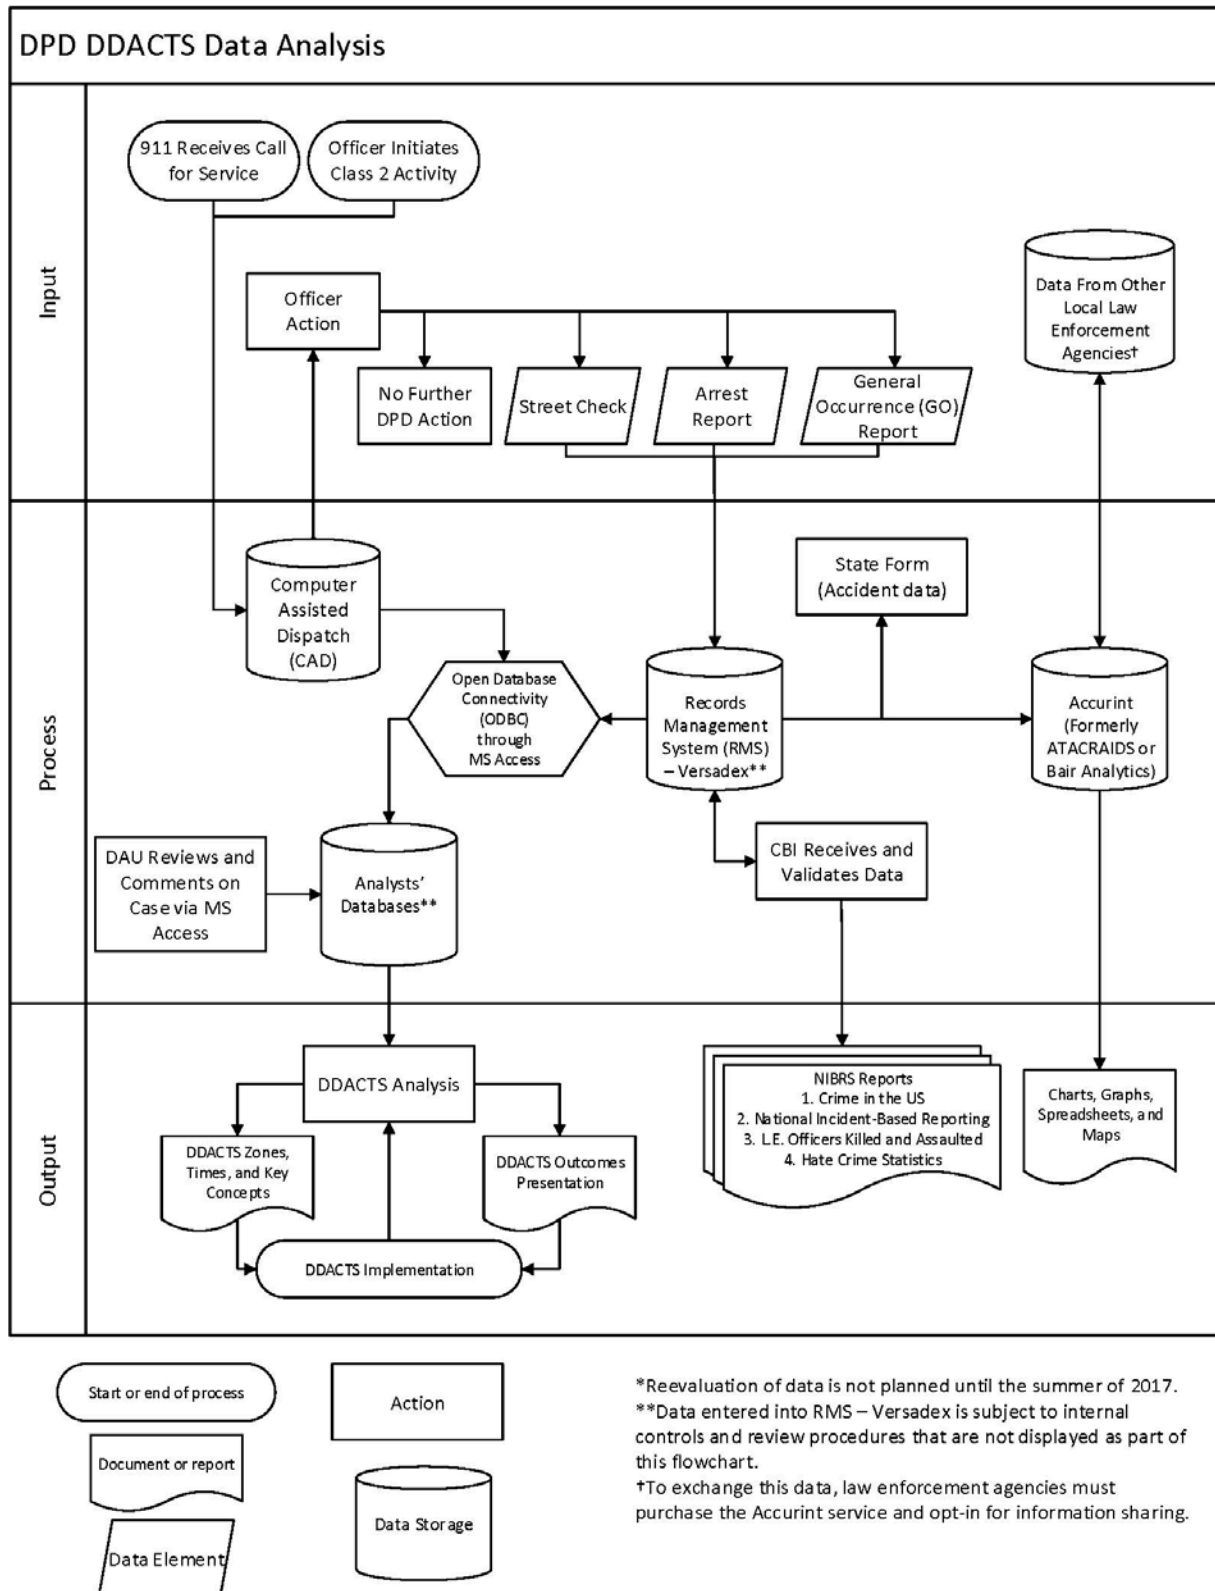 DPD DDACTS Data Analysis
Input
911 Receives Call
for Service
Officer Initiates
Class 2 Activity
Officer
Action
No Further
DPD Action
Street Check
Arrest
Report
General
Occurrence (GO)
Report
Data From Other
Local Law
Enforcement
Agencies†
Process
Computer
Assisted
Dispatch
(CAD)
State Form
(Accident data)
Open Database
Connectivity
(ODBC)
through
MS Access
Records
Management
System (RMS)
– Versadex**
Accurint
(Formerly
ATACRAIDS or
Bair Analytics)
DAU Reviews and
Comments on
Case via MS
Access
Analysts'
Databases**
CBI Receives and
Validates Data
Output
DDACTS Analysis
DDACTS Zones,
Times, and Key
Concepts
DDACTS Outcomes
Presentation
DDACTS Implementation
NIBRS Reports
1. Crime in the US
2. National Incident-Based Reporting
3. L.E. Officers Killed and Assaulted
4. Hate Crime Statistics
Charts, Graphs,
Spreadsheets, and
Maps
Start or end of process
Document or report
Data Element
Action
Data Storage
*Reevaluation of data is not planned until the summer of 2017.
**Data entered into RMS – Versadex is subject to internal
controls and review procedures that are not displayed as part of
this flowchart.
†To exchange this data, law enforcement agencies must
purchase the Accurint service and opt-in for information sharing.